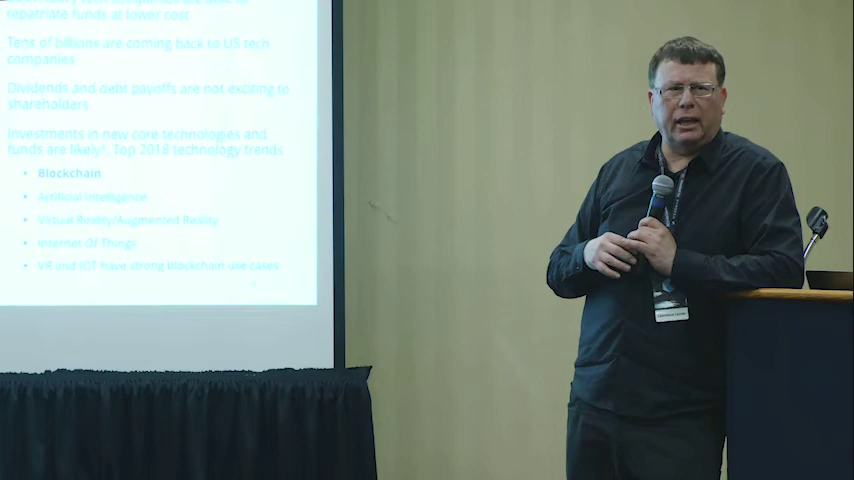 repatriate funds at lower cost
Tens of billions are coming back to US tech
companies
Dividends and debt payoffs are not exciting to
shareholders
Investments in new core technologies and
funds are likely⁶. Top 2018 technology trends
• Blockchain
• Artificial Intelligence
• Virtual Reality/Augmented Reality
• Internet Of Things
• VR and IOT have strong blockchain use cases